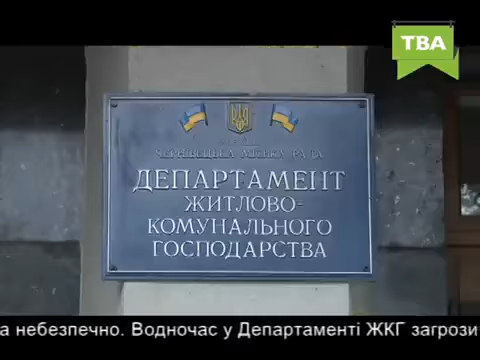 ТВА
ЧЕРНІВЕЦЬКА МІСЬКА РАДА
ДЕПАРТАМЕНТ
ЖИТЛОВО-
КОМУНАЛЬНОГО
ГОСПОДАРСТВА
а небезпечно. Водночас у Департаменті ЖКГ загрози